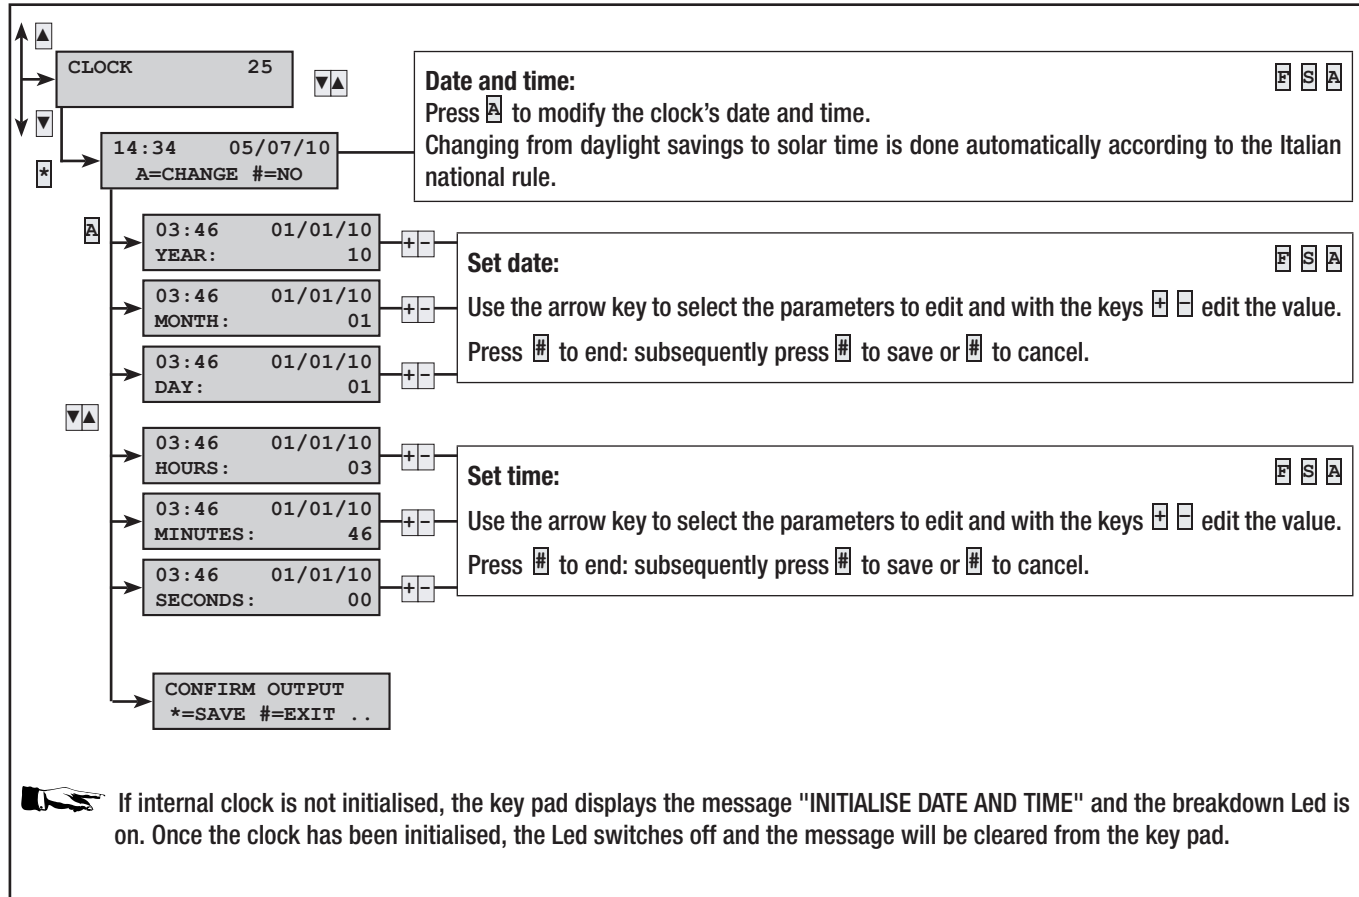 ▲
CLOCK 25
▼▲
▼
*
14:34 05/07/10
A=CHANGE #=NO
Date and time: F S A
Press A to modify the clock's date and time.
Changing from daylight savings to solar time is done automatically according to the Italian
national rule.
A
03:46 01/01/10
YEAR: 10
+ -
03:46 01/01/10
MONTH: 01
+ -
03:46 01/01/10
DAY: 01
+ -
Set date: F S A
Use the arrow key to select the parameters to edit and with the keys + - edit the value.
Press # to end: subsequently press # to save or # to cancel.
▼▲
03:46 01/01/10
HOURS: 03
+ -
03:46 01/01/10
MINUTES: 46
+ -
03:46 01/01/10
SECONDS: 00
+ -
Set time: F S A
Use the arrow key to select the parameters to edit and with the keys + - edit the value.
Press # to end: subsequently press # to save or # to cancel.
CONFIRM OUTPUT
*=SAVE #=EXIT ..
If internal clock is not initialised, the key pad displays the message "INITIALISE DATE AND TIME" and the breakdown Led is
on. Once the clock has been initialised, the Led switches off and the message will be cleared from the key pad.